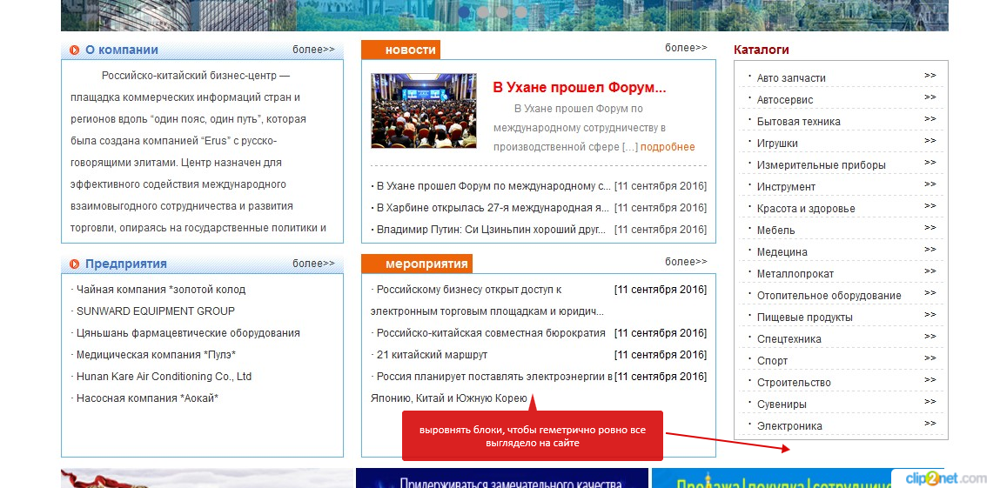 О компании более>>
Российско-китайский бизнес-центр —
плащадка коммерческих информаций стран и
регионов вдоль “один пояс, один путь”, которая
была создана компанией “Erus” с русско-
говорящими элитами. Центр назначен для
эффективного содействия международного
взаимовыгодного сотрудничества и развития
торговли, опираясь на государственные политики и
новости более>>
В Ухане прошел Форум...
В Ухане прошел Форум по
международному сотрудничеству в
производственной сфере [...] подробнее
· В Ухане прошел Форум по международному с... [11 сентября 2016]
· В Харбине открылась 27-я международная я... [11 сентября 2016]
· Владимир Путин: Си Цзиньпин хороший друг... [11 сентября 2016]
Каталоги
· Авто запчасти >>
· Автосервис >>
· Бытовая техника >>
· Игрушки >>
· Измерительные приборы >>
· Инструмент >>
· Красота и здоровье >>
· Мебель >>
· Медецина >>
· Металлопрокат >>
· Отопительное оборудование >>
· Пищевые продукты >>
· Спецтехника >>
· Спорт >>
· Строительство >>
· Сувениры >>
· Электроника >>
Предприятия более>>
· Чайная компания *золотой колод
· SUNWARD EQUIPMENT GROUP
· Цяньшань фармацевтические оборудования
· Медицическая компания *Пулэ*
· Hunan Kare Air Conditioning Co., Ltd
· Насосная компания *Аокай*
мероприятия более>>
· Российскому бизнесу открыт доступ к [11 сентября 2016]
электронным торговым площадкам и юридич...
· Российско-китайская совместная бюрократия [11 сентября 2016]
· 21 китайский маршрут [11 сентября 2016]
· Россия планирует поставлять электроэнергии в [11 сентября 2016]
Японию, Китай и Южную Корею
выровнять блоки, чтобы геметрично ровно все
выглядело на сайте
Придерживаться замечательного качества
Продажа|покупка|сотрудниче
clip2net.com